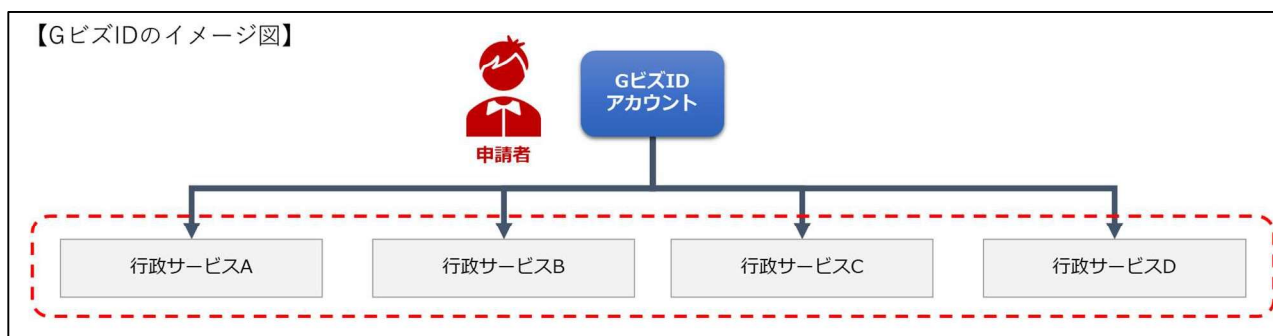 【GビズIDのイメージ図】
GビズID
アカウント
申請者
行政サービスA
行政サービスB
行政サービスC
行政サービスD